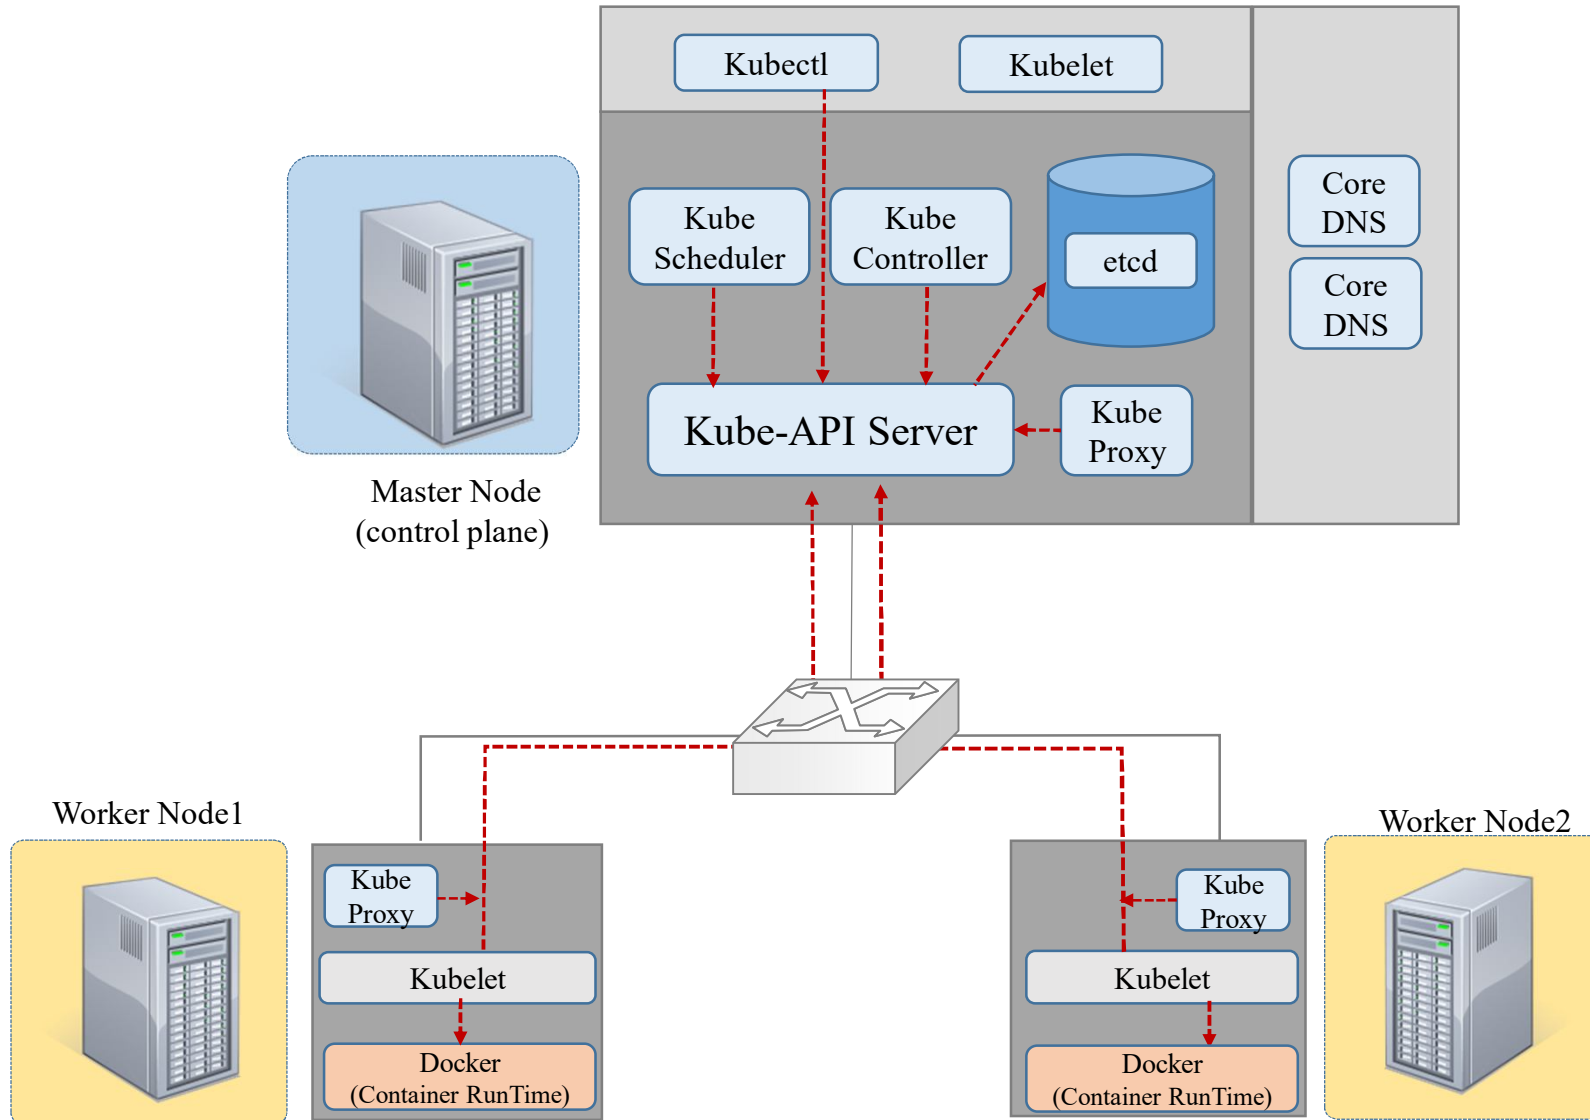 Kubectl
Kubelet
Kube
Scheduler
Kube
Controller
etcd
Core
DNS
Core
DNS
Kube-API Server
Kube
Proxy
Master Node
(control plane)
Worker Node1
Kube
Proxy
Kubelet
Docker
(Container RunTime)
Worker Node2
Kube
Proxy
Kubelet
Docker
(Container RunTime)